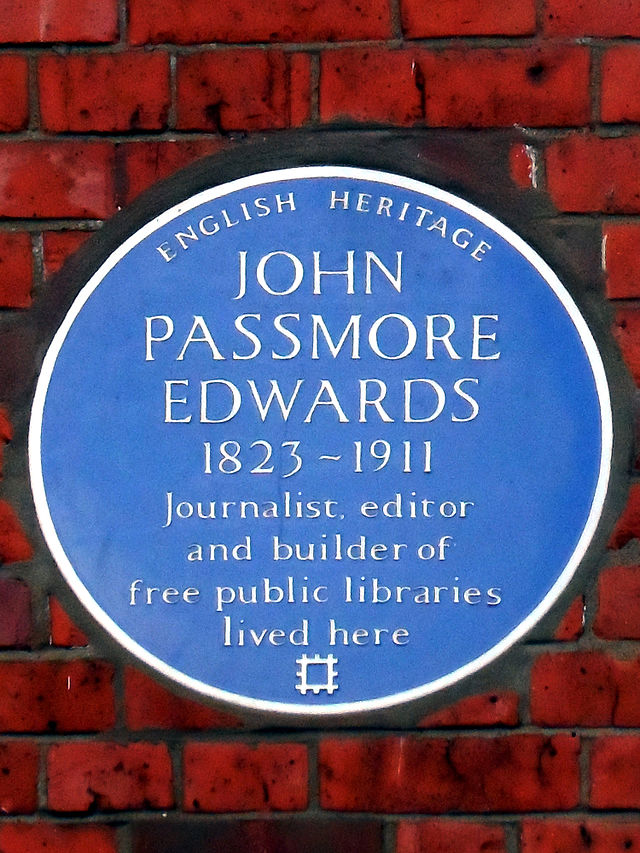 ENGLISH HERITAGE
JOHN
PASSMORE
EDWARDS
1823~1911
Journalist, editor
and builder of
free public libraries
lived here